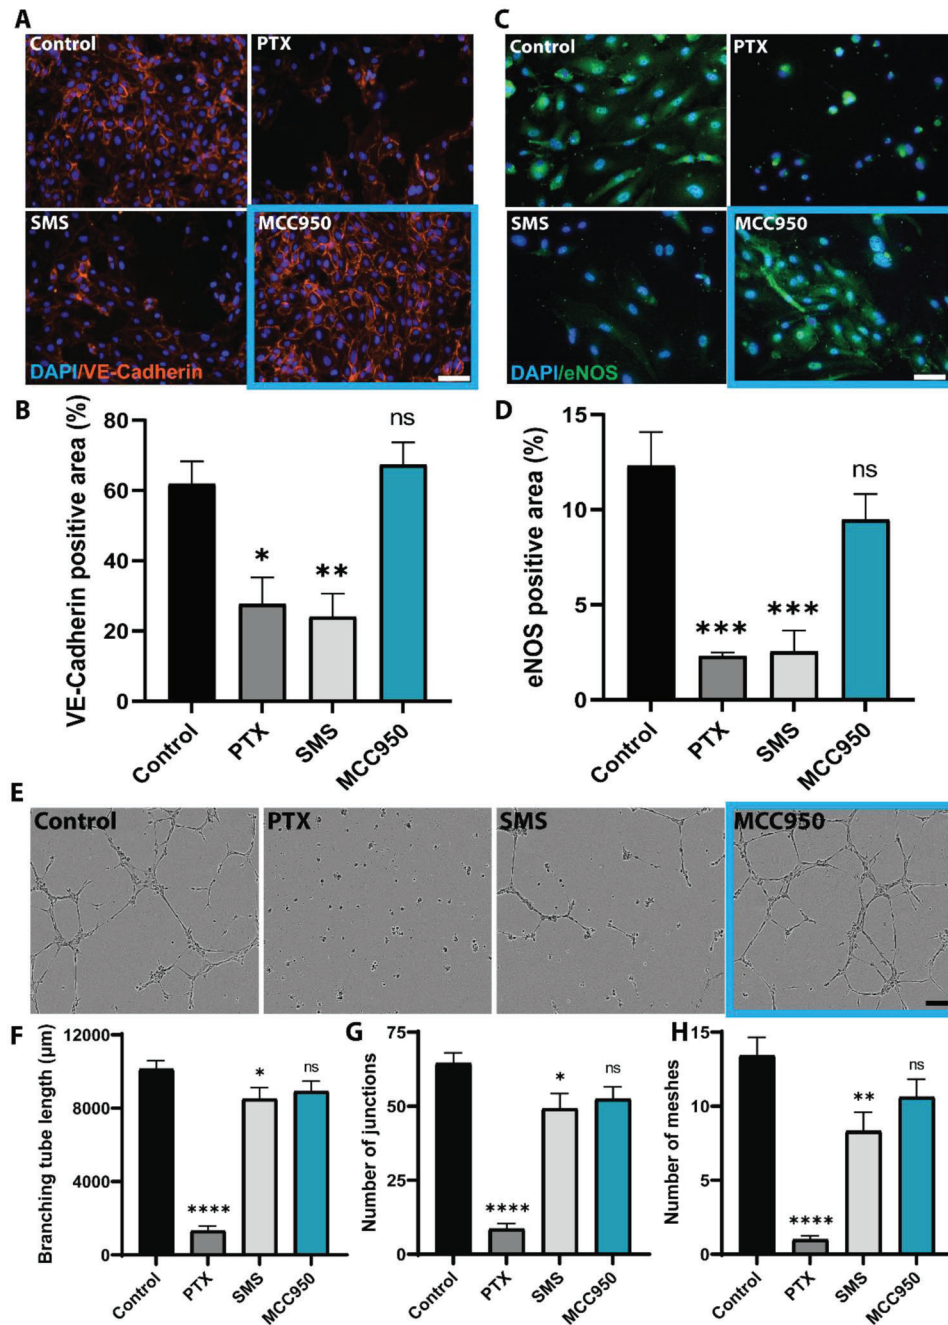 A
Control
PTX
SMS
MCC950
DAPI/VE-Cadherin
C
Control
PTX
SMS
MCC950
DAPI/eNOS
B
VE-Cadherin positive area (%)
80
60
40
20
0
*
**
ns
Control
PTX
SMS
MCC950
D
eNOS positive area (%)
15
10
5
0
***
***
ns
Control
PTX
SMS
MCC950
E
Control
PTX
SMS
MCC950
F
Branching tube length (µm)
12000
8000
4000
0
****
*
ns
Control
PTX
SMS
MCC950
G
Number of junctions
75
50
25
0
****
*
ns
Control
PTX
SMS
MCC950
H
Number of meshes
15
10
5
0
****
**
ns
Control
PTX
SMS
MCC950